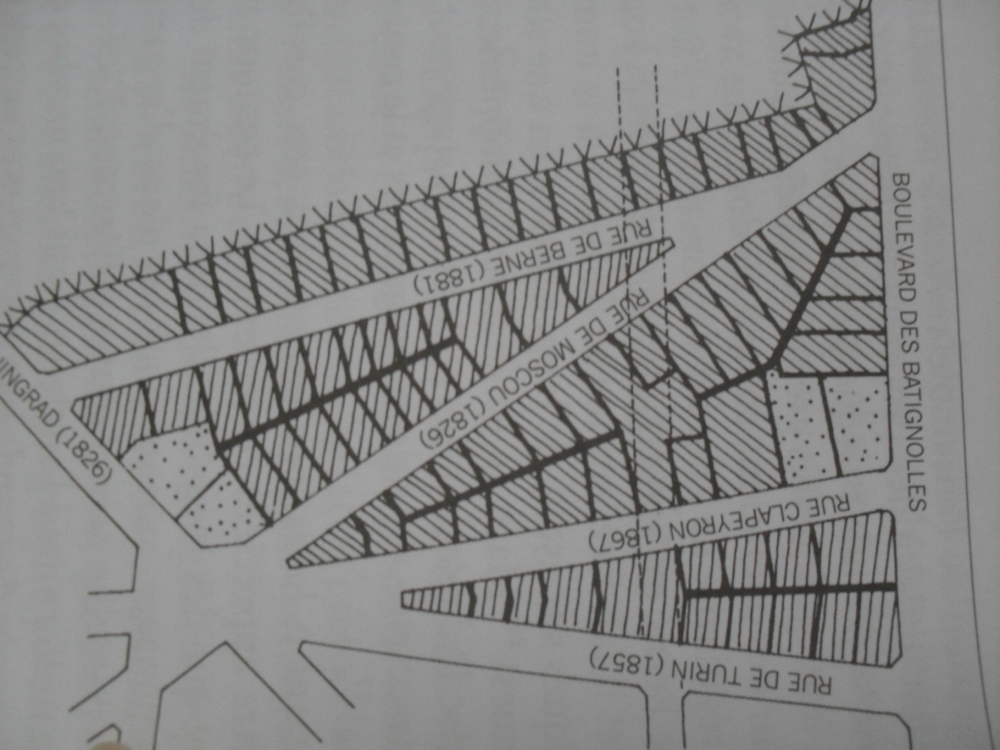 BOULEVARD DES BATIGNOLLES
RUE DE TURIN (1857)
RUE CLAPEYRON (1867)
RUE DE MOSCOU (1826)
RUE DE BERNE (1881)
INGRAD (1826)